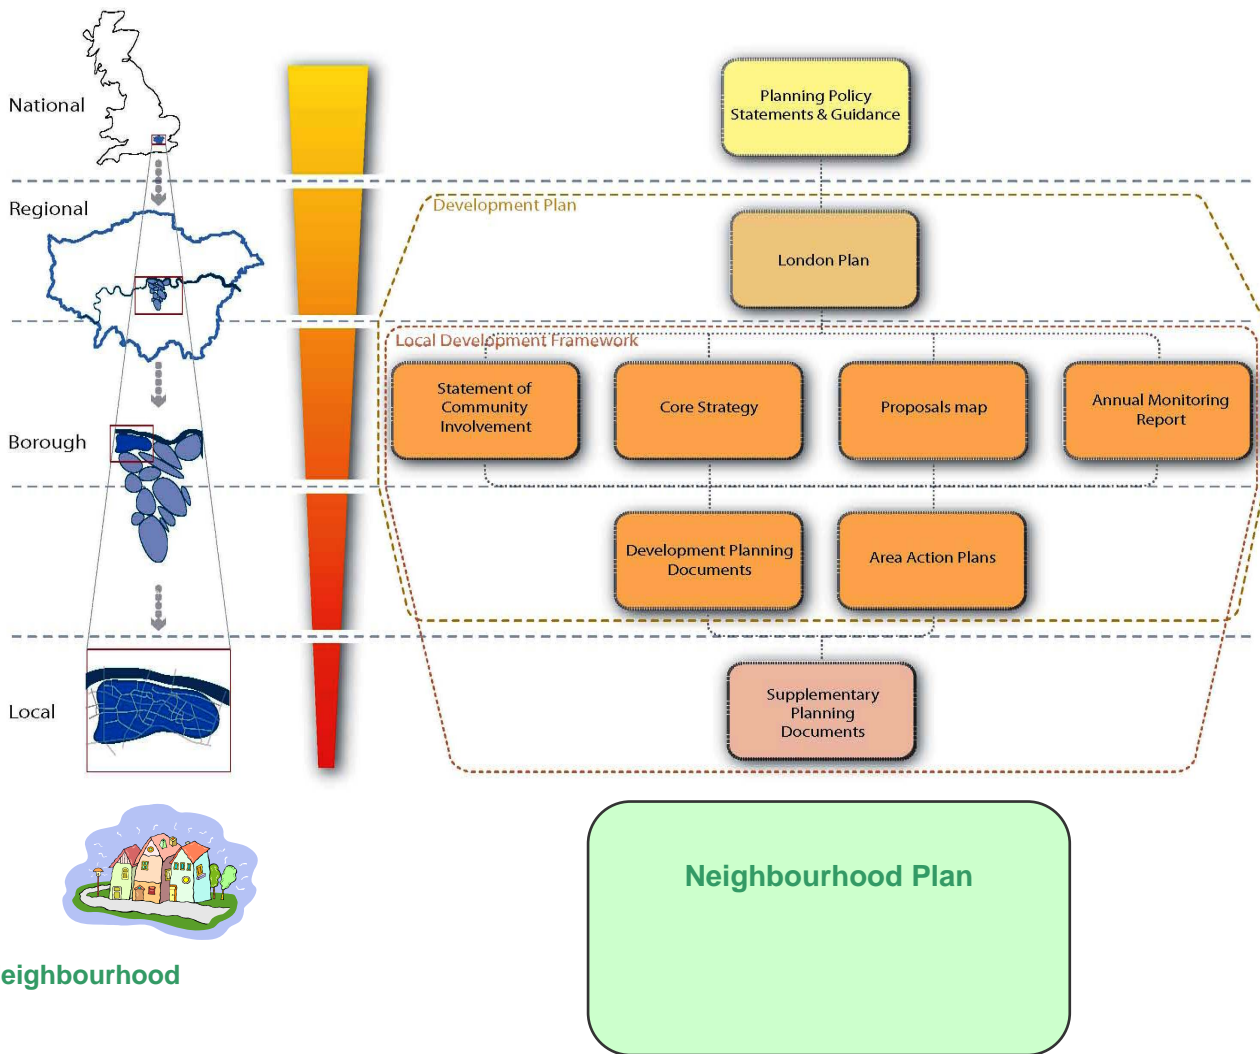 National
Planning Policy
Statements & Guidance
Regional
Development Plan
London Plan
Local Development Framework
Statement of
Community
Involvement
Core Strategy
Proposals map
Annual Monitoring
Report
Borough
Development Planning
Documents
Area Action Plans
Local
Supplementary
Planning
Documents
Neighbourhood Plan
eighbourhood